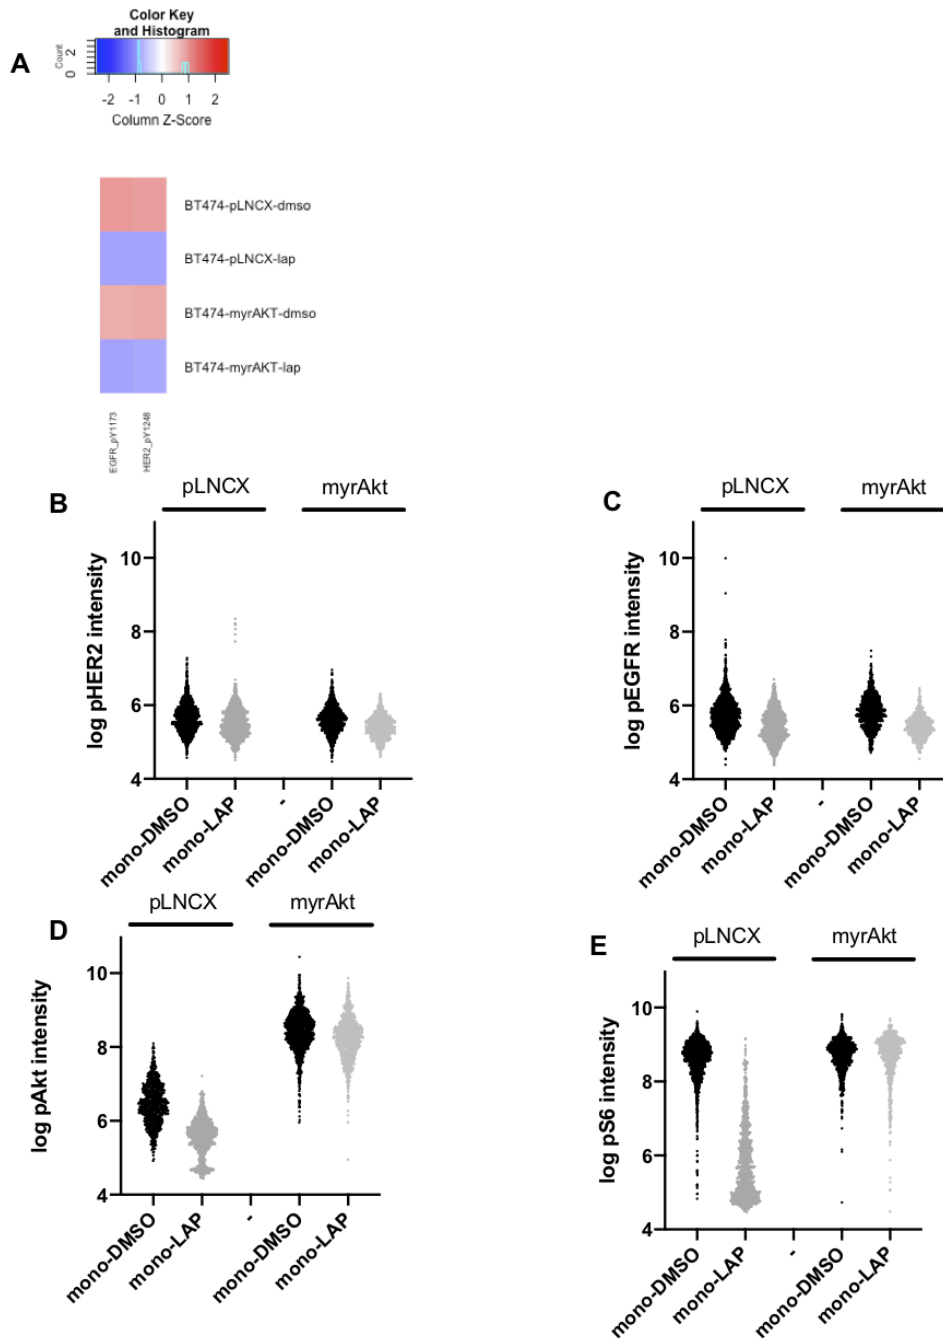 Color Key
and Histogram
A
Count
0 2
-2 -1 0 1 2
Column Z-Score
BT474-pLNCX-dmso
BT474-pLNCX-lap
BT474-myrAKT-dmso
BT474-myrAKT-lap
EGFR_pY1173
HER2_pY1248
B
pLNCX
myrAkt
log pHER2 intensity
10
8
6
4
mono-DMSO
mono-LAP
-
mono-DMSO
mono-LAP
C
pLNCX
myrAkt
log pEGFR intensity
10
8
6
4
mono-DMSO
mono-LAP
-
mono-DMSO
mono-LAP
D
pLNCX
myrAkt
log pAkt intensity
10
8
6
4
mono-DMSO
mono-LAP
-
mono-DMSO
mono-LAP
E
pLNCX
myrAkt
log pS6 intensity
10
8
6
4
mono-DMSO
mono-LAP
-
mono-DMSO
mono-LAP